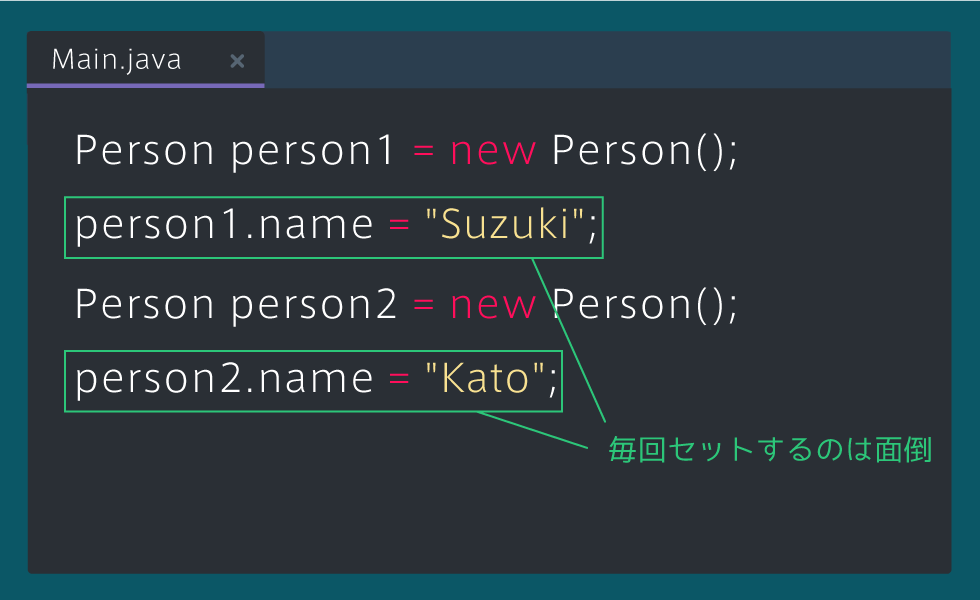 Main.java ×
Person person1 = new Person();
person1.name = "Suzuki";
Person person2 = new Person();
person2.name = "Kato";
毎回セットするのは面倒